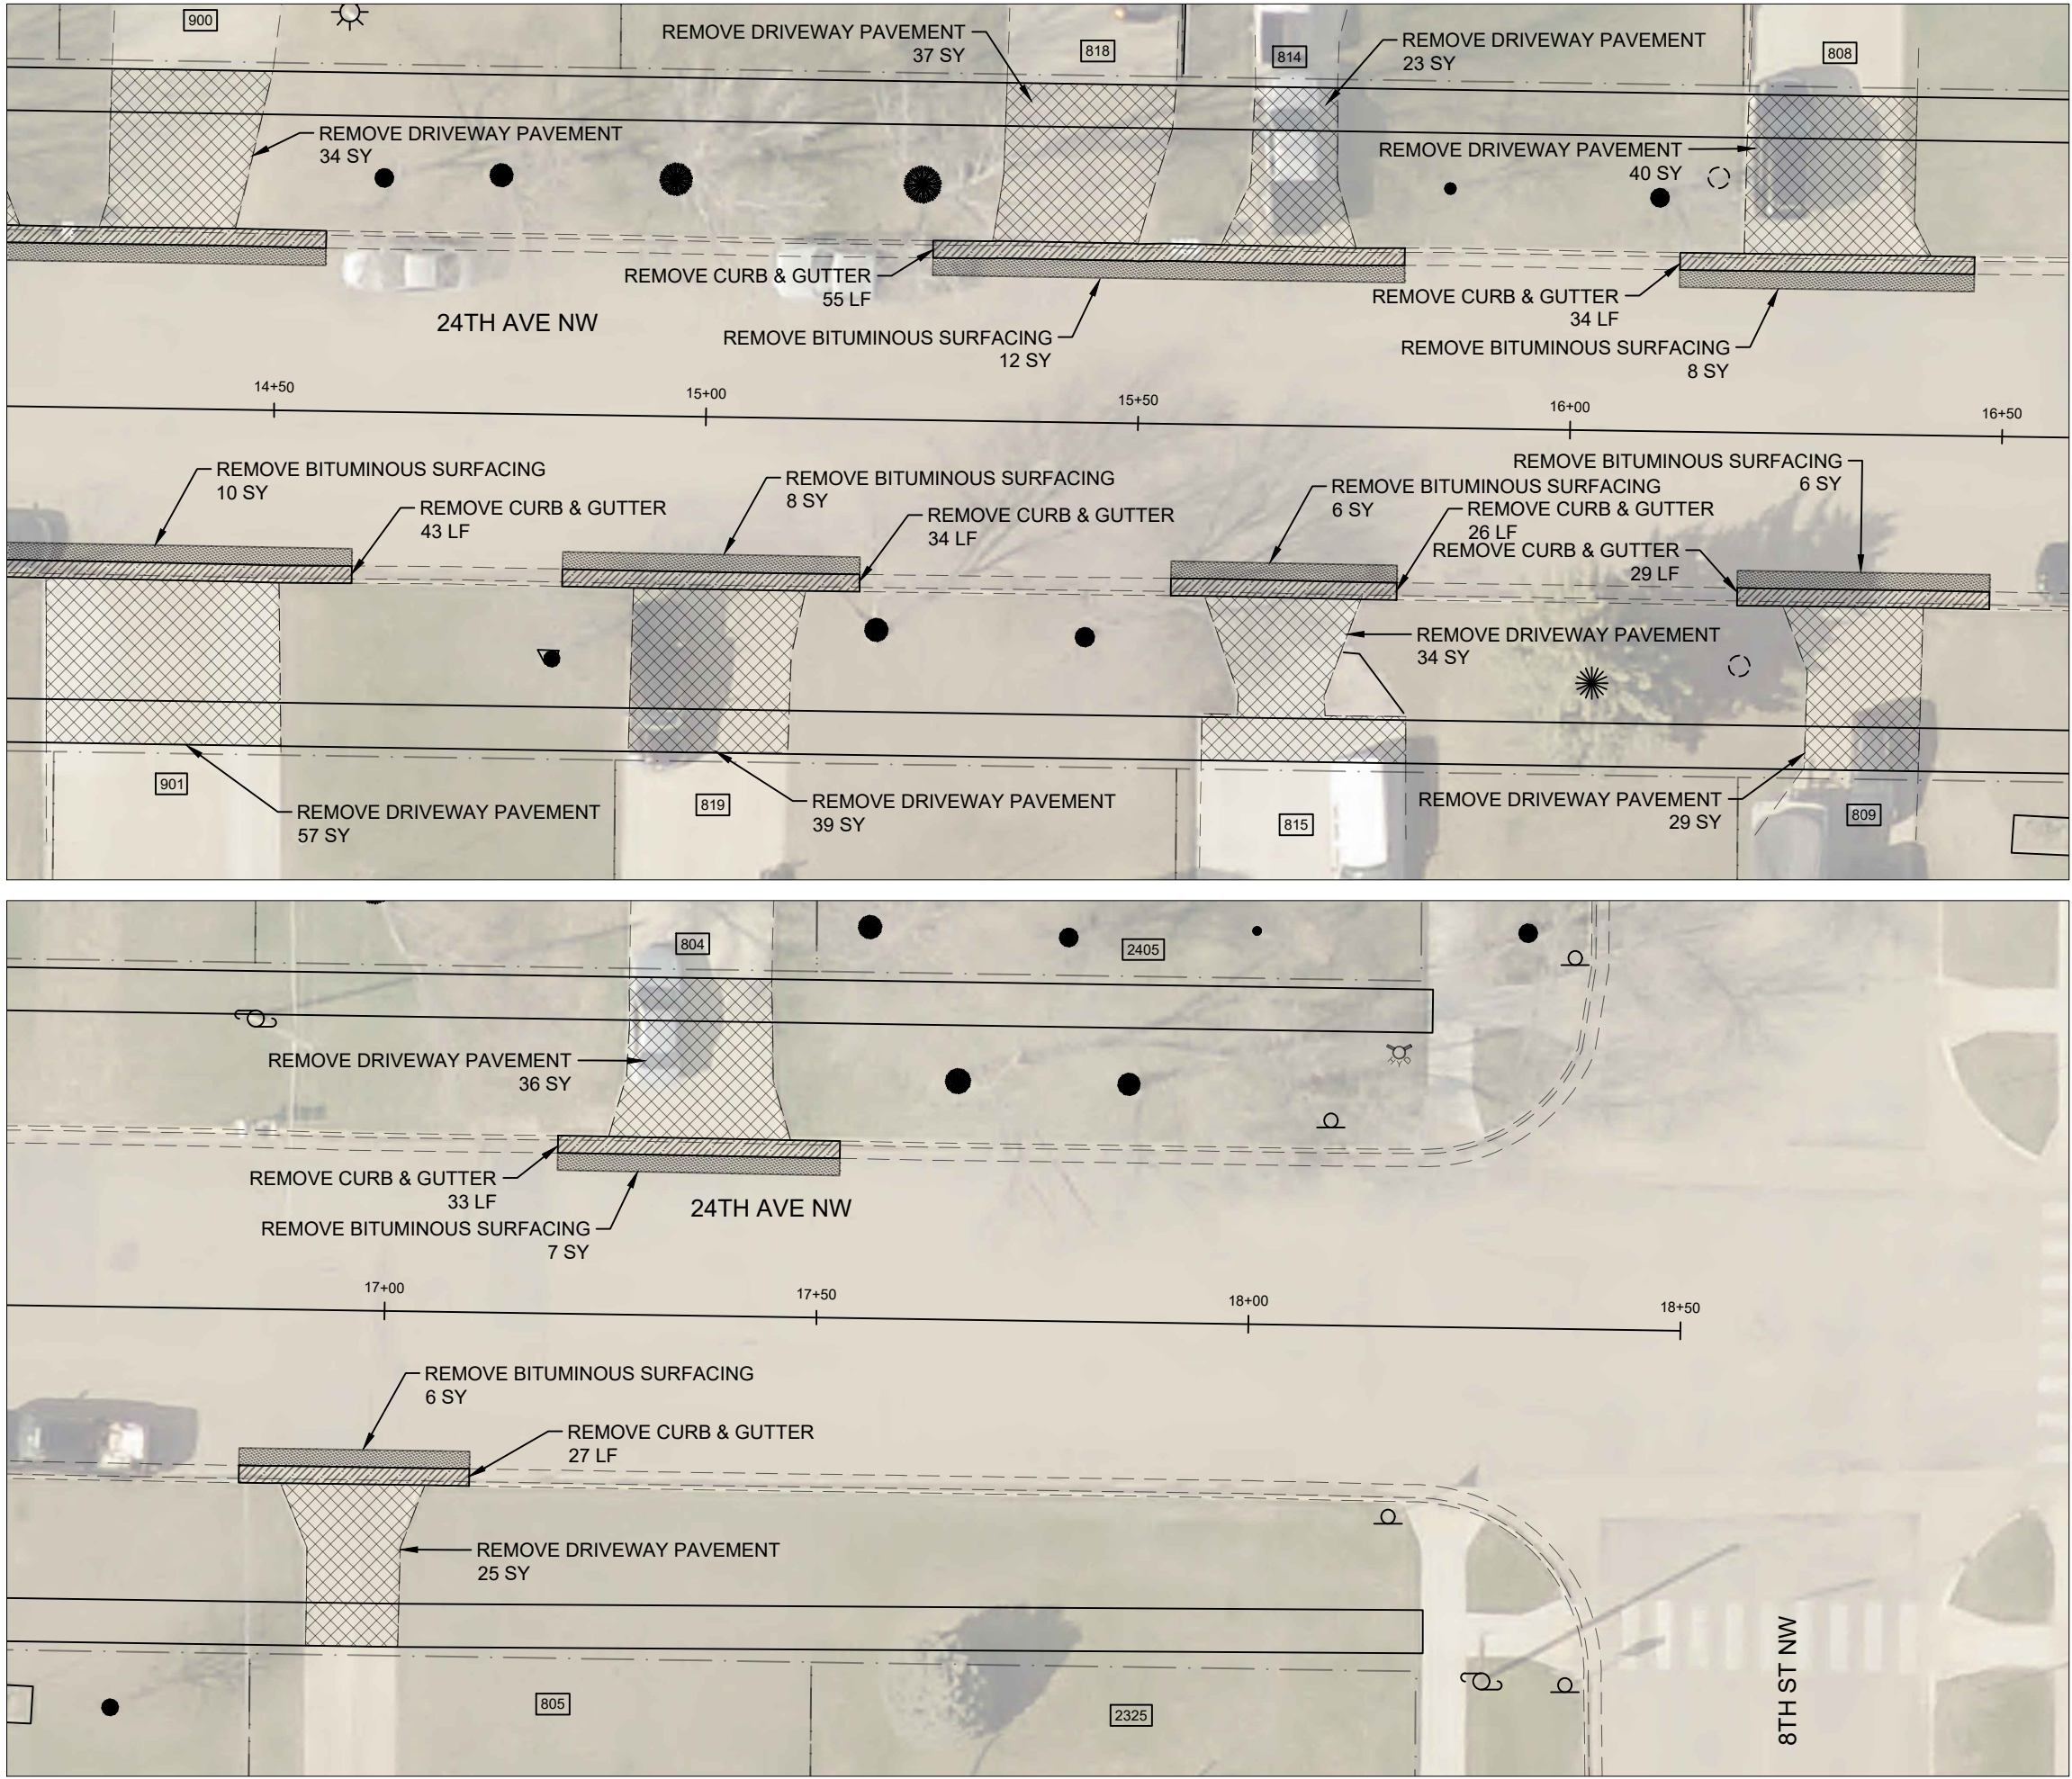 900
REMOVE DRIVEWAY PAVEMENT
37 SY
818
814
REMOVE DRIVEWAY PAVEMENT
23 SY
808
REMOVE DRIVEWAY PAVEMENT
34 SY
REMOVE DRIVEWAY PAVEMENT
40 SY
REMOVE CURB & GUTTER
55 LF
REMOVE CURB & GUTTER
34 LF
24TH AVE NW
REMOVE BITUMINOUS SURFACING
12 SY
REMOVE BITUMINOUS SURFACING
8 SY
14+50
15+00
15+50
16+00
16+50
REMOVE BITUMINOUS SURFACING
10 SY
REMOVE CURB & GUTTER
43 LF
REMOVE BITUMINOUS SURFACING
8 SY
REMOVE CURB & GUTTER
34 LF
REMOVE BITUMINOUS SURFACING
6 SY
REMOVE BITUMINOUS SURFACING
6 SY
REMOVE CURB & GUTTER
26 LF
REMOVE CURB & GUTTER
29 LF
REMOVE DRIVEWAY PAVEMENT
34 SY
901
REMOVE DRIVEWAY PAVEMENT
57 SY
819
REMOVE DRIVEWAY PAVEMENT
39 SY
815
REMOVE DRIVEWAY PAVEMENT
29 SY
809
804
2405
REMOVE DRIVEWAY PAVEMENT
36 SY
REMOVE CURB & GUTTER
33 LF
24TH AVE NW
REMOVE BITUMINOUS SURFACING
7 SY
17+00
17+50
18+00
18+50
REMOVE BITUMINOUS SURFACING
6 SY
REMOVE CURB & GUTTER
27 LF
REMOVE DRIVEWAY PAVEMENT
25 SY
805
2325
8TH ST NW